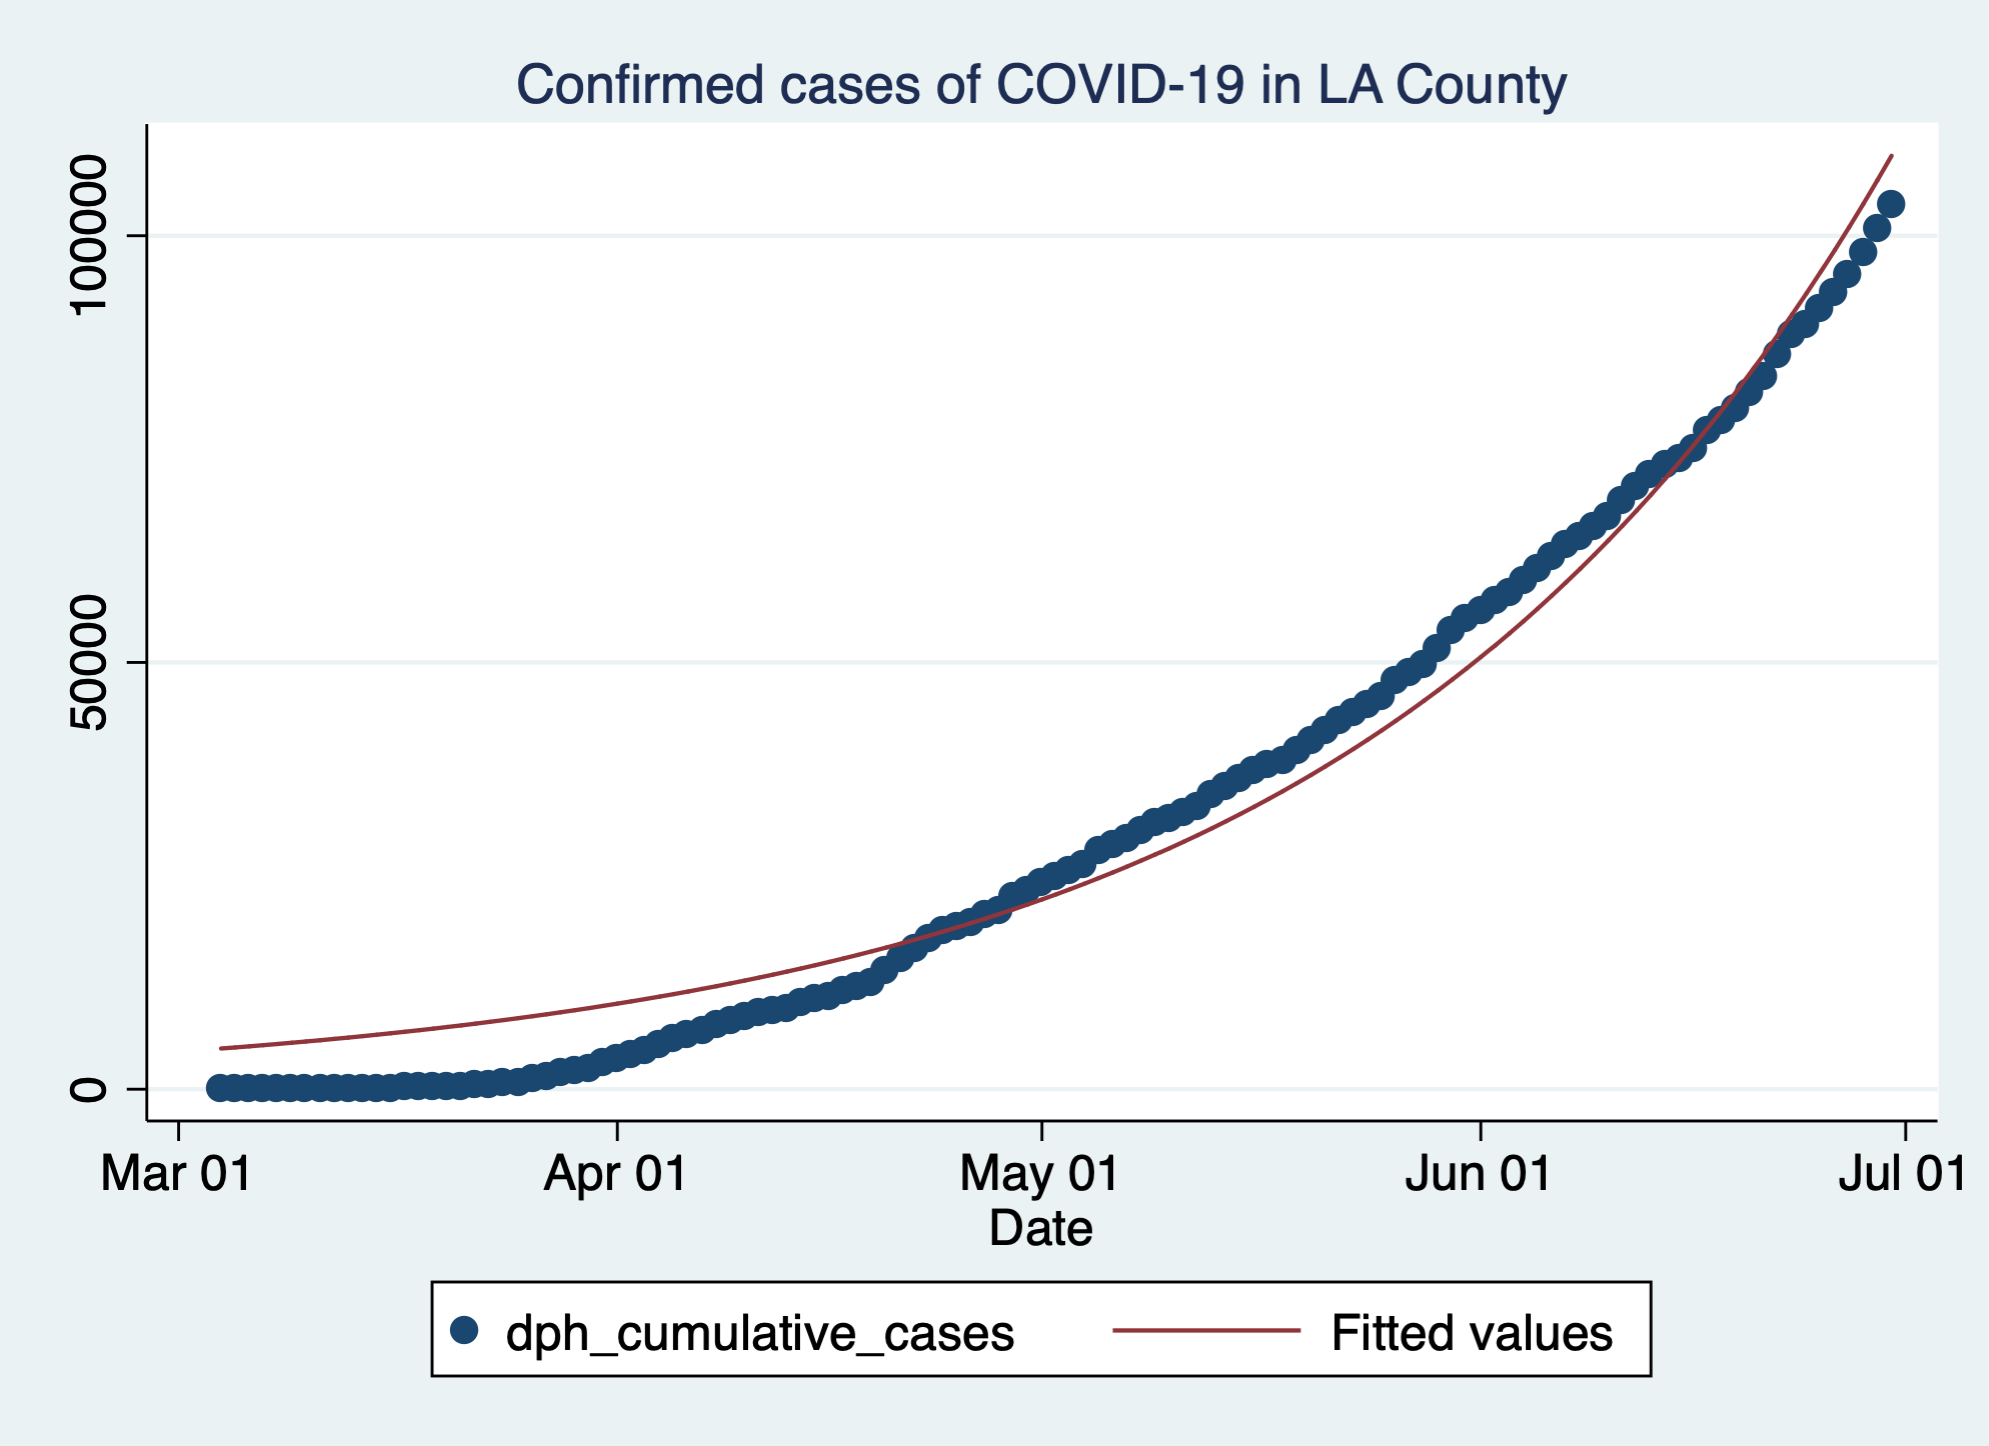 Confirmed cases of COVID-19 in LA County
100000
50000
0
Mar 01 Apr 01 May 01 Jun 01 Jul 01
Date
dph_cumulative_cases Fitted values